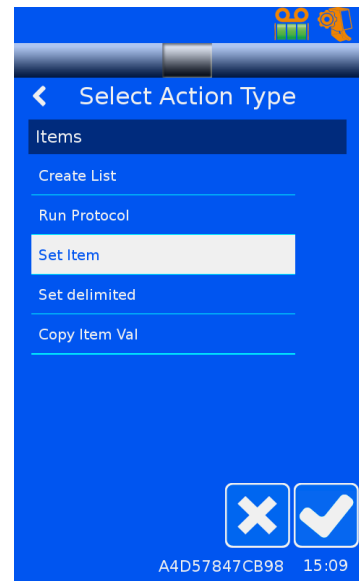 Select Action Type
Items
Create List
Run Protocol
Set Item
Set delimited
Copy Item Val
A4D57847CB98 15:09